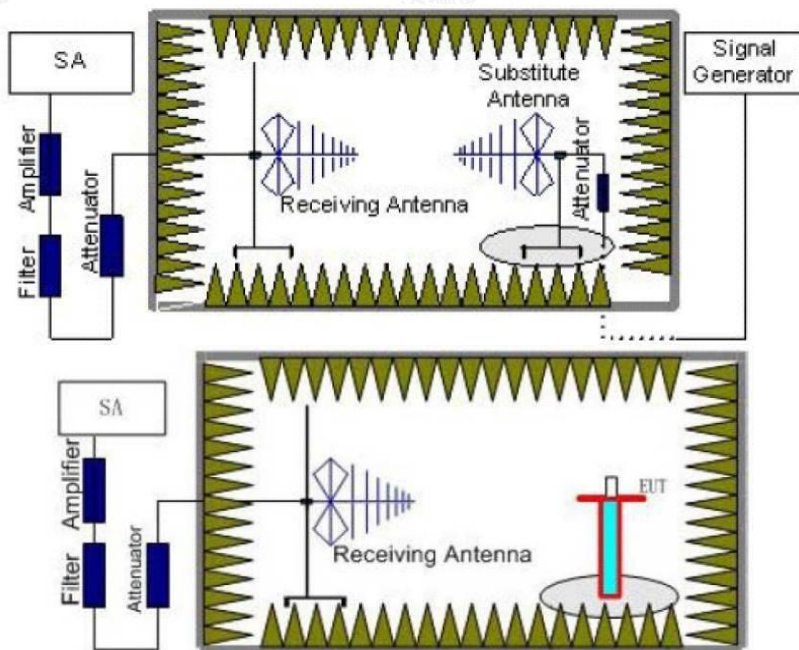 SA
Signal
Generator
Substitute
Antenna
Amplifier
Attenuator
Filter
Receiving Antenna
Attenuator
SA
Amplifier
Filter
Attenuator
EUT
Receiving Antenna